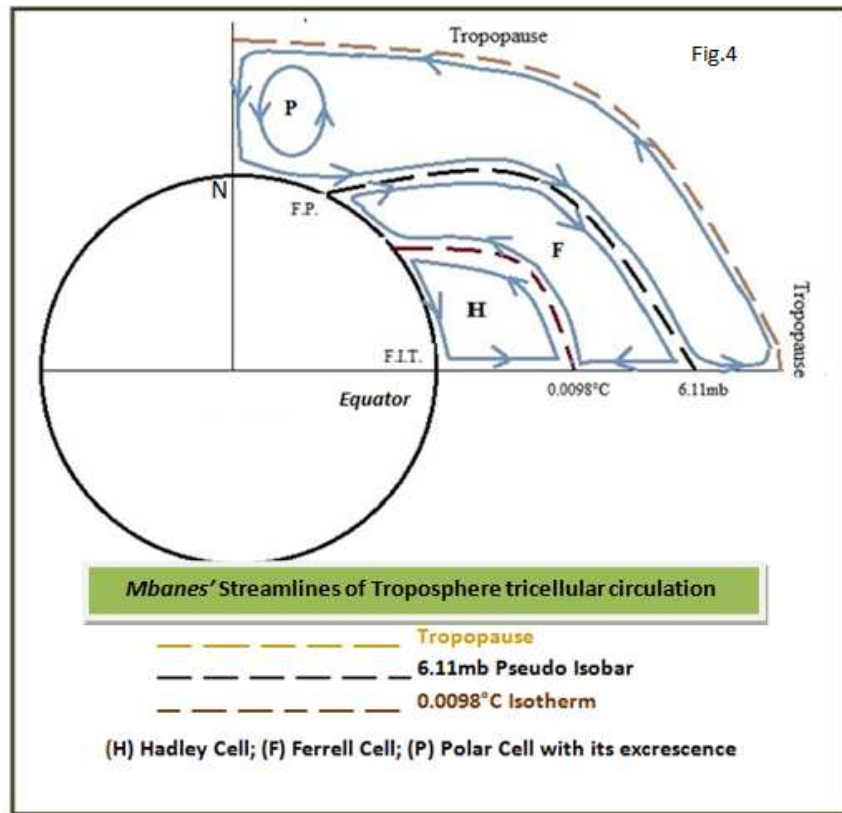 Tropopause
Fig.4
P
N
F.P.
F
H
Tropopause
F.I.T.
Equator
0.0098°C
6.11mb
Mbanes' Streamlines of Troposphere tricellular circulation
Tropopause
6.11mb Pseudo Isobar
0.0098°C Isotherm
(H) Hadley Cell; (F) Ferrell Cell; (P) Polar Cell with its excrescence